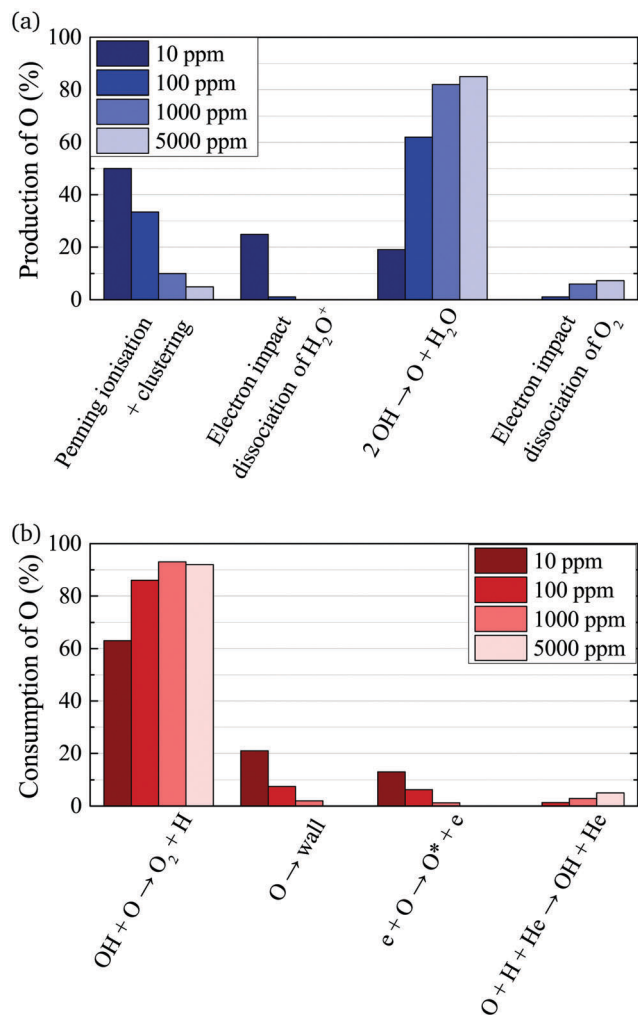 (a)
Production of O (%)
100
80
60
40
20
0
10 ppm
100 ppm
1000 ppm
5000 ppm
Penning ionisation
+ clustering
Electron impact
dissociation of H₂O⁺
2 OH → O + H₂O
Electron impact
dissociation of O₂
(b)
Consumption of O (%)
100
80
60
40
20
0
10 ppm
100 ppm
1000 ppm
5000 ppm
OH + O → O₂ + H
O → wall
e + O → O* + e
O + H + He → OH + He